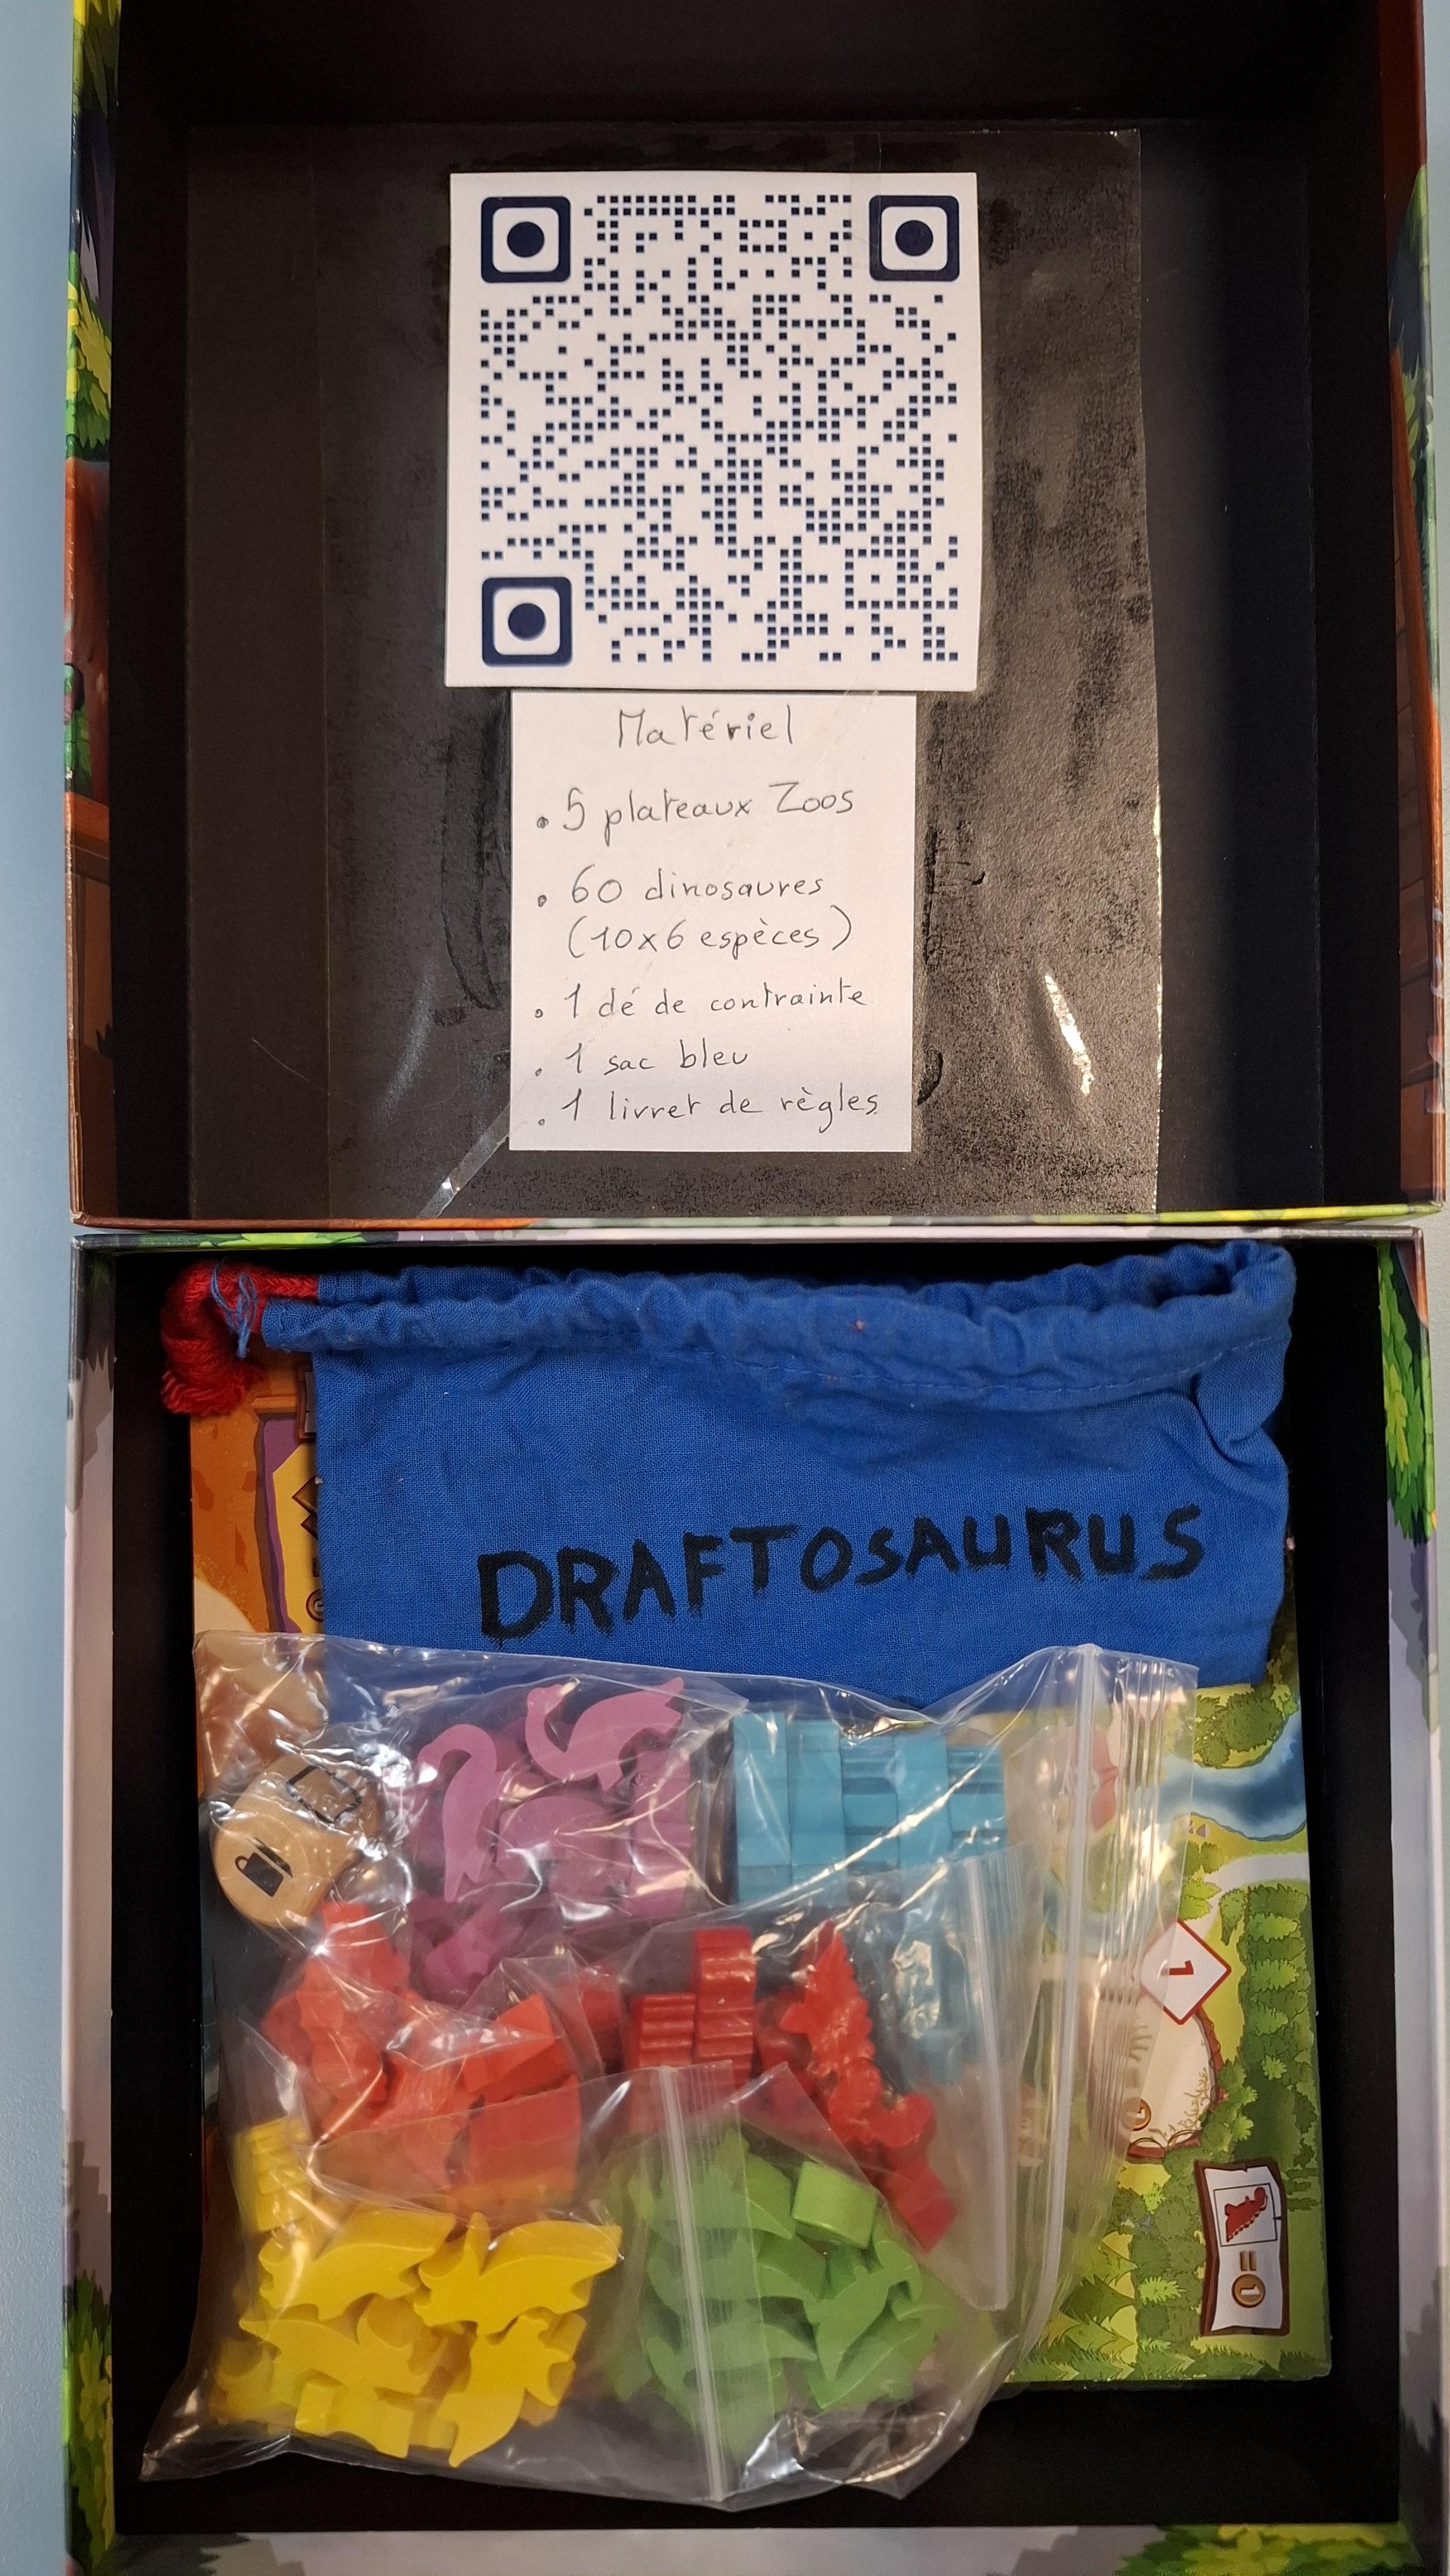 Matériel
• 5 plateaux Zoos
• 60 dinosaures
(10x6 espèces)
• 1 dé de contrainte
• 1 sac bleu
• 1 livret de règles
DRAFTOSAURUS
1
= 1